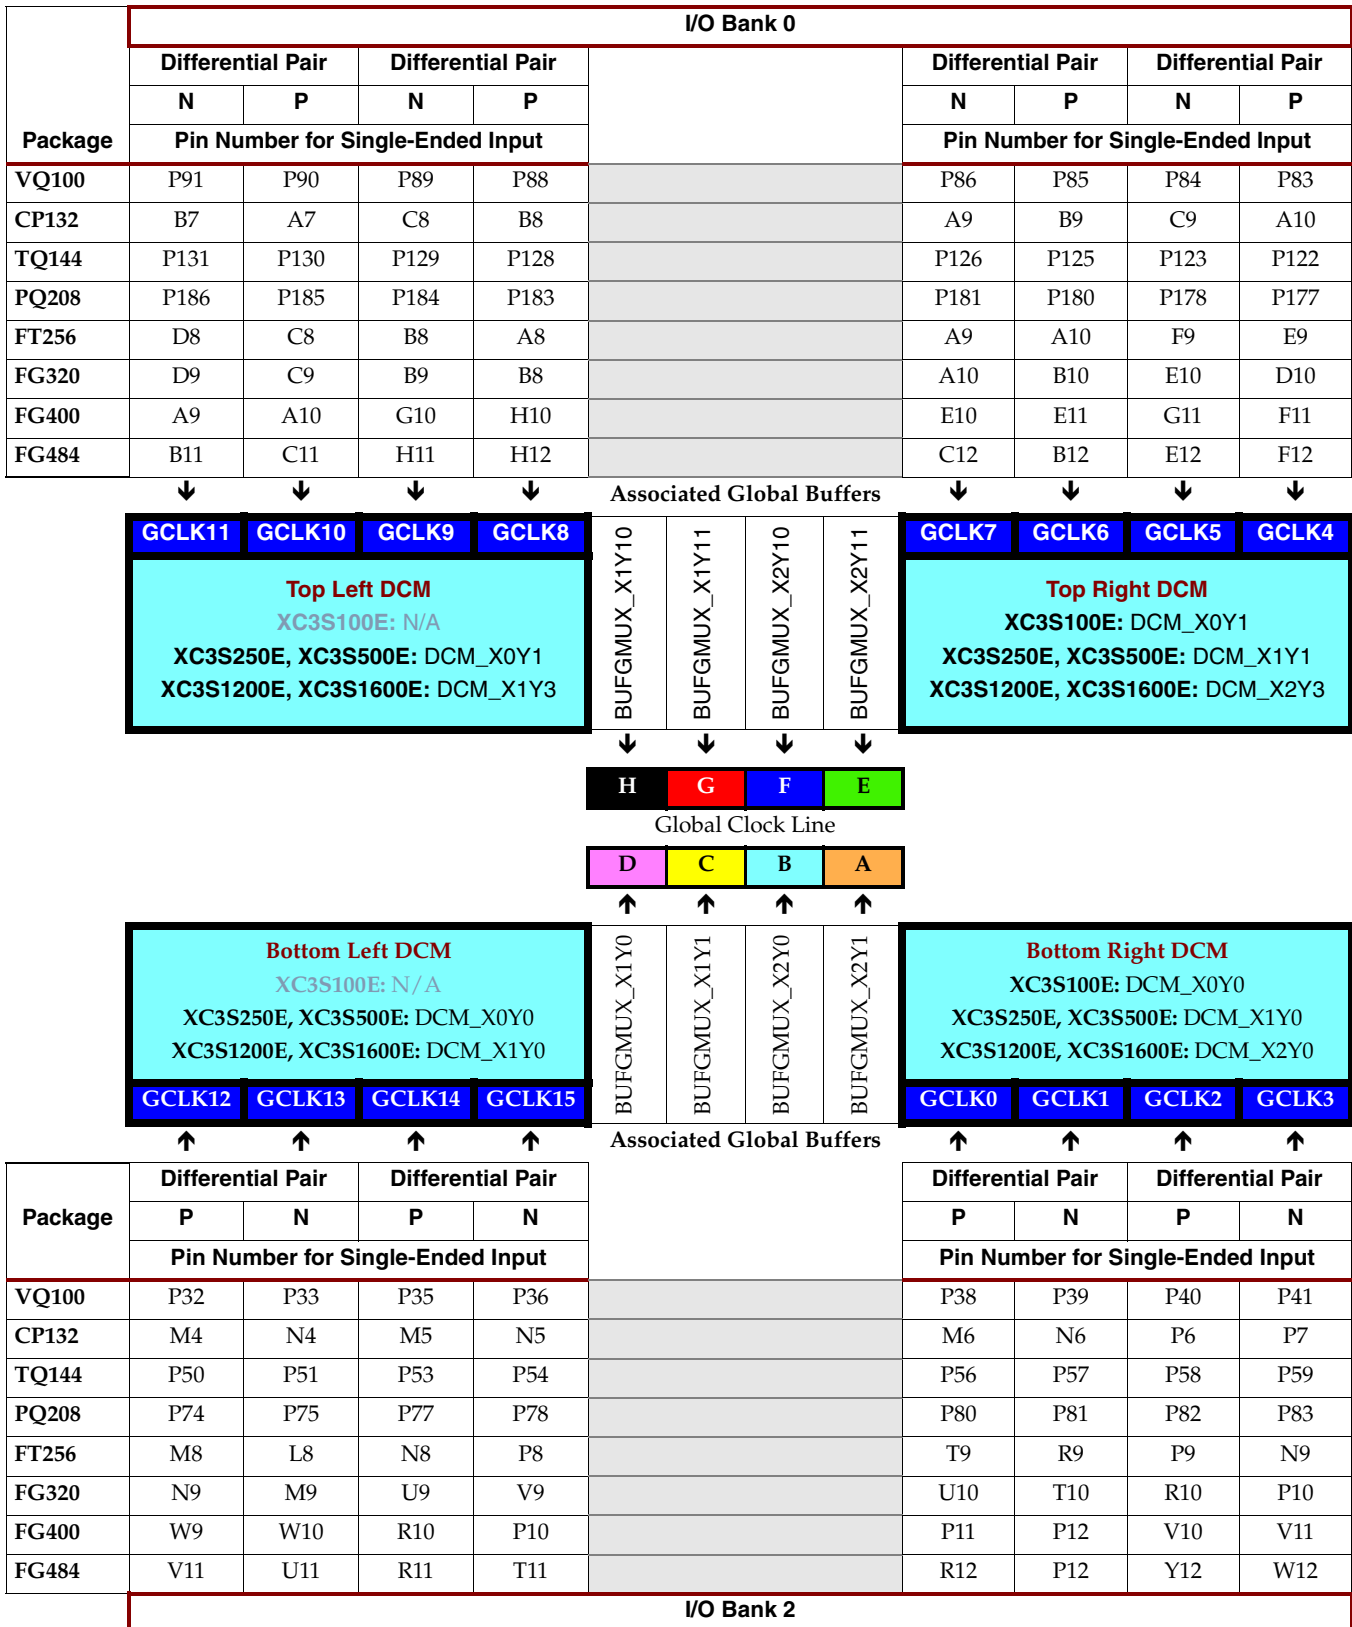 I/O Bank 0
Differential Pair Differential Pair Differential Pair Differential Pair
N P N P N P N P
Package Pin Number for Single-Ended Input Pin Number for Single-Ended Input
VQ100 P91 P90 P89 P88 P86 P85 P84 P83
CP132 B7 A7 C8 B8 A9 B9 C9 A10
TQ144 P131 P130 P129 P128 P126 P125 P123 P122
PQ208 P186 P185 P184 P183 P181 P180 P178 P177
FT256 D8 C8 B8 A8 A9 A10 F9 E9
FG320 D9 C9 B9 B8 A10 B10 E10 D10
FG400 A9 A10 G10 H10 E10 E11 G11 F11
FG484 B11 C11 H11 H12 C12 B12 E12 F12
Associated Global Buffers
GCLK11 GCLK10 GCLK9 GCLK8 GCLK7 GCLK6 GCLK5 GCLK4
Top Left DCM
XC3S100E: N/A
XC3S250E, XC3S500E: DCM_X0Y1
XC3S1200E, XC3S1600E: DCM_X1Y3
BUFGMUX_X1Y10
BUFGMUX_X1Y11
BUFGMUX_X2Y10
BUFGMUX_X2Y11
Top Right DCM
XC3S100E: DCM_X0Y1
XC3S250E, XC3S500E: DCM_X1Y1
XC3S1200E, XC3S1600E: DCM_X2Y3
H G F E
Global Clock Line
D C B A
Bottom Left DCM
XC3S100E: N/A
XC3S250E, XC3S500E: DCM_X0Y0
XC3S1200E, XC3S1600E: DCM_X1Y0
BUFGMUX_X1Y0
BUFGMUX_X1Y1
BUFGMUX_X2Y0
BUFGMUX_X2Y1
Bottom Right DCM
XC3S100E: DCM_X0Y0
XC3S250E, XC3S500E: DCM_X1Y0
XC3S1200E, XC3S1600E: DCM_X2Y0
GCLK12 GCLK13 GCLK14 GCLK15 GCLK0 GCLK1 GCLK2 GCLK3
Associated Global Buffers
Differential Pair Differential Pair Differential Pair Differential Pair
Package P N P N P N P N
Pin Number for Single-Ended Input Pin Number for Single-Ended Input
VQ100 P32 P33 P35 P36 P38 P39 P40 P41
CP132 M4 N4 M5 N5 M6 N6 P6 P7
TQ144 P50 P51 P53 P54 P56 P57 P58 P59
PQ208 P74 P75 P77 P78 P80 P81 P82 P83
FT256 M8 L8 N8 P8 T9 R9 P9 N9
FG320 N9 M9 U9 V9 U10 T10 R10 P10
FG400 W9 W10 R10 P10 P11 P12 V10 V11
FG484 V11 U11 R11 T11 R12 P12 Y12 W12
I/O Bank 2